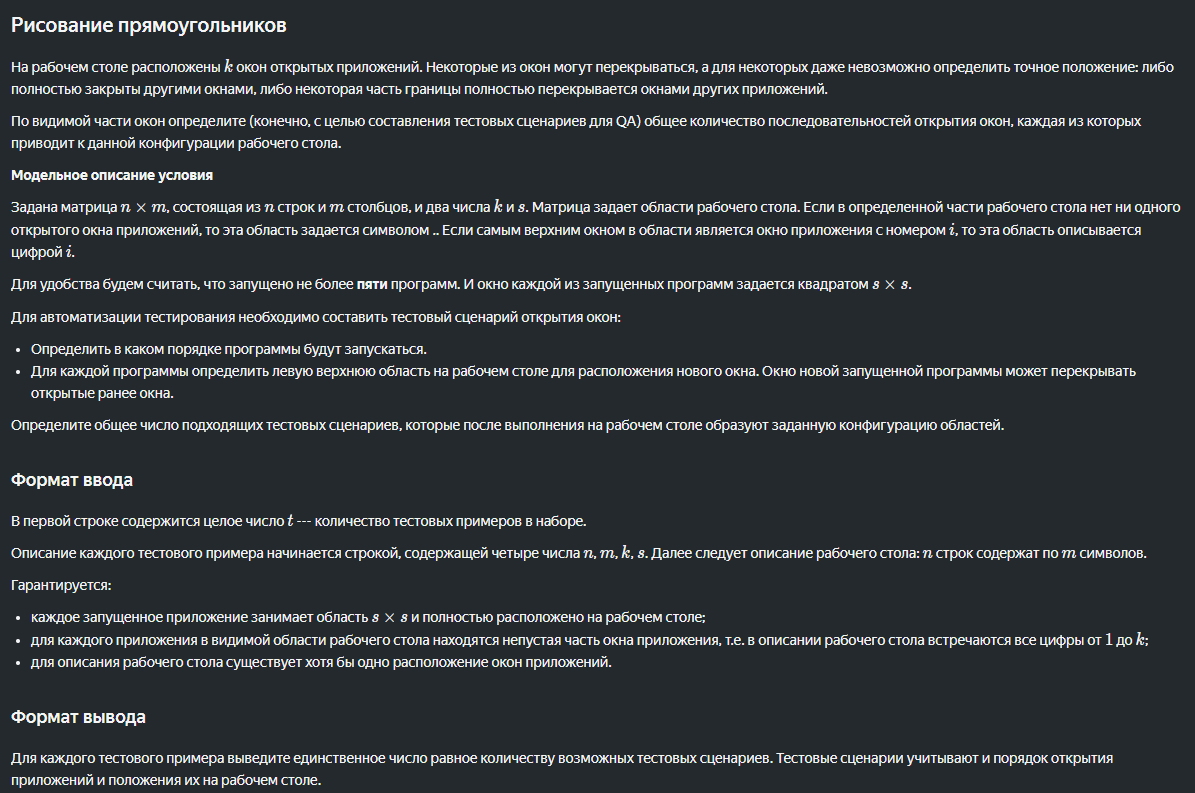 Рисование прямоугольников
На рабочем столе расположены k окон открытых приложений. Некоторые из окон могут перекрываться, а для некоторых даже невозможно определить точное положение: либо
полностью закрыты другими окнами, либо некоторая часть границы полностью перекрывается окнами других приложений.
По видимой части окон определите (конечно, с целью составления тестовых сценариев для QA) общее количество последовательностей открытия окон, каждая из которых
приводит к данной конфигурации рабочего стола.
Модельное описание условия
Задана матрица n × m, состоящая из n строк и m столбцов, и два числа k и s. Матрица задает области рабочего стола. Если в определенной части рабочего стола нет ни одного
открытого окна приложений, то эта область задается символом .. Если самым верхним окном в области является окно приложения с номером i, то эта область описывается
цифрой i.
Для удобства будем считать, что запущено не более пяти программ. И окно каждой из запущенных программ задается квадратом s × s.
Для автоматизации тестирования необходимо составить тестовый сценарий открытия окон:
• Определить в каком порядке программы будут запускаться.
• Для каждой программы определить левую верхнюю область на рабочем столе для расположения нового окна. Окно новой запущенной программы может перекрывать
открытые ранее окна.
Определите общее число подходящих тестовых сценариев, которые после выполнения на рабочем столе образуют заданную конфигурацию областей.
Формат ввода
В первой строке содержится целое число t --- количество тестовых примеров в наборе.
Описание каждого тестового примера начинается строкой, содержащей четыре числа n, m, k, s. Далее следует описание рабочего стола: n строк содержат по m символов.
Гарантируется:
• каждое запущенное приложение занимает область s × s и полностью расположено на рабочем столе;
• для каждого приложения в видимой области рабочего стола находятся непустая часть окна приложения, т.е. в описании рабочего стола встречаются все цифры от 1 до k;
• для описания рабочего стола существует хотя бы одно расположение окон приложений.
Формат вывода
Для каждого тестового примера выведите единственное число равное количеству возможных тестовых сценариев. Тестовые сценарии учитывают и порядок открытия
приложений и положения их на рабочем столе.